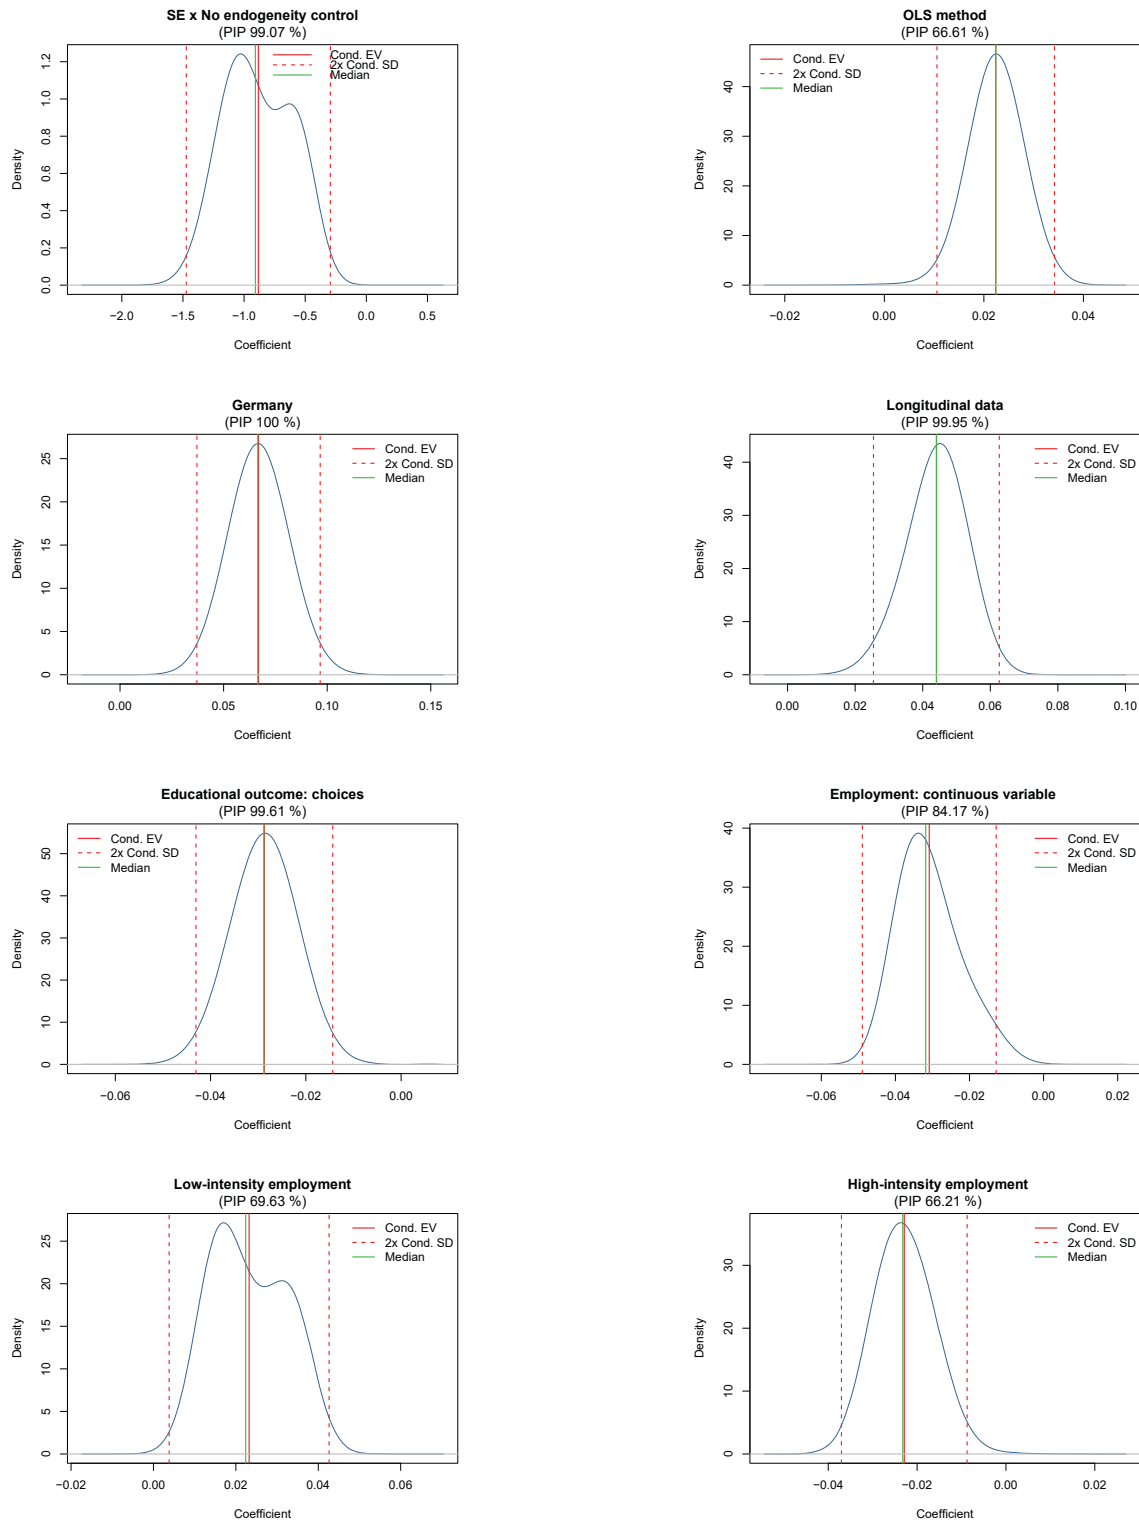 SE x No endogeneity control
(PIP 99.07 %)
Cond. EV
2x Cond. SD
Median
Density
0.0 0.2 0.4 0.6 0.8 1.0 1.2
−2.0 −1.5 −1.0 −0.5 0.0 0.5
Coefficient
OLS method
(PIP 66.61 %)
Cond. EV
2x Cond. SD
Median
Density
0 10 20 30 40
−0.02 0.00 0.02 0.04
Coefficient
Germany
(PIP 100 %)
Cond. EV
2x Cond. SD
Median
Density
0 5 10 15 20 25
0.00 0.05 0.10 0.15
Coefficient
Longitudinal data
(PIP 99.95 %)
Cond. EV
2x Cond. SD
Median
Density
0 10 20 30 40
0.00 0.02 0.04 0.06 0.08 0.10
Coefficient
Educational outcome: choices
(PIP 99.61 %)
Cond. EV
2x Cond. SD
Median
Density
0 10 20 30 40 50
−0.06 −0.04 −0.02 0.00
Coefficient
Employment: continuous variable
(PIP 84.17 %)
Cond. EV
2x Cond. SD
Median
Density
0 10 20 30 40
−0.06 −0.04 −0.02 0.00 0.02
Coefficient
Low-intensity employment
(PIP 69.63 %)
Cond. EV
2x Cond. SD
Median
Density
0 5 10 15 20 25
−0.02 0.00 0.02 0.04 0.06
Coefficient
High-intensity employment
(PIP 66.21 %)
Cond. EV
2x Cond. SD
Median
Density
0 10 20 30
−0.04 −0.02 0.00 0.02
Coefficient